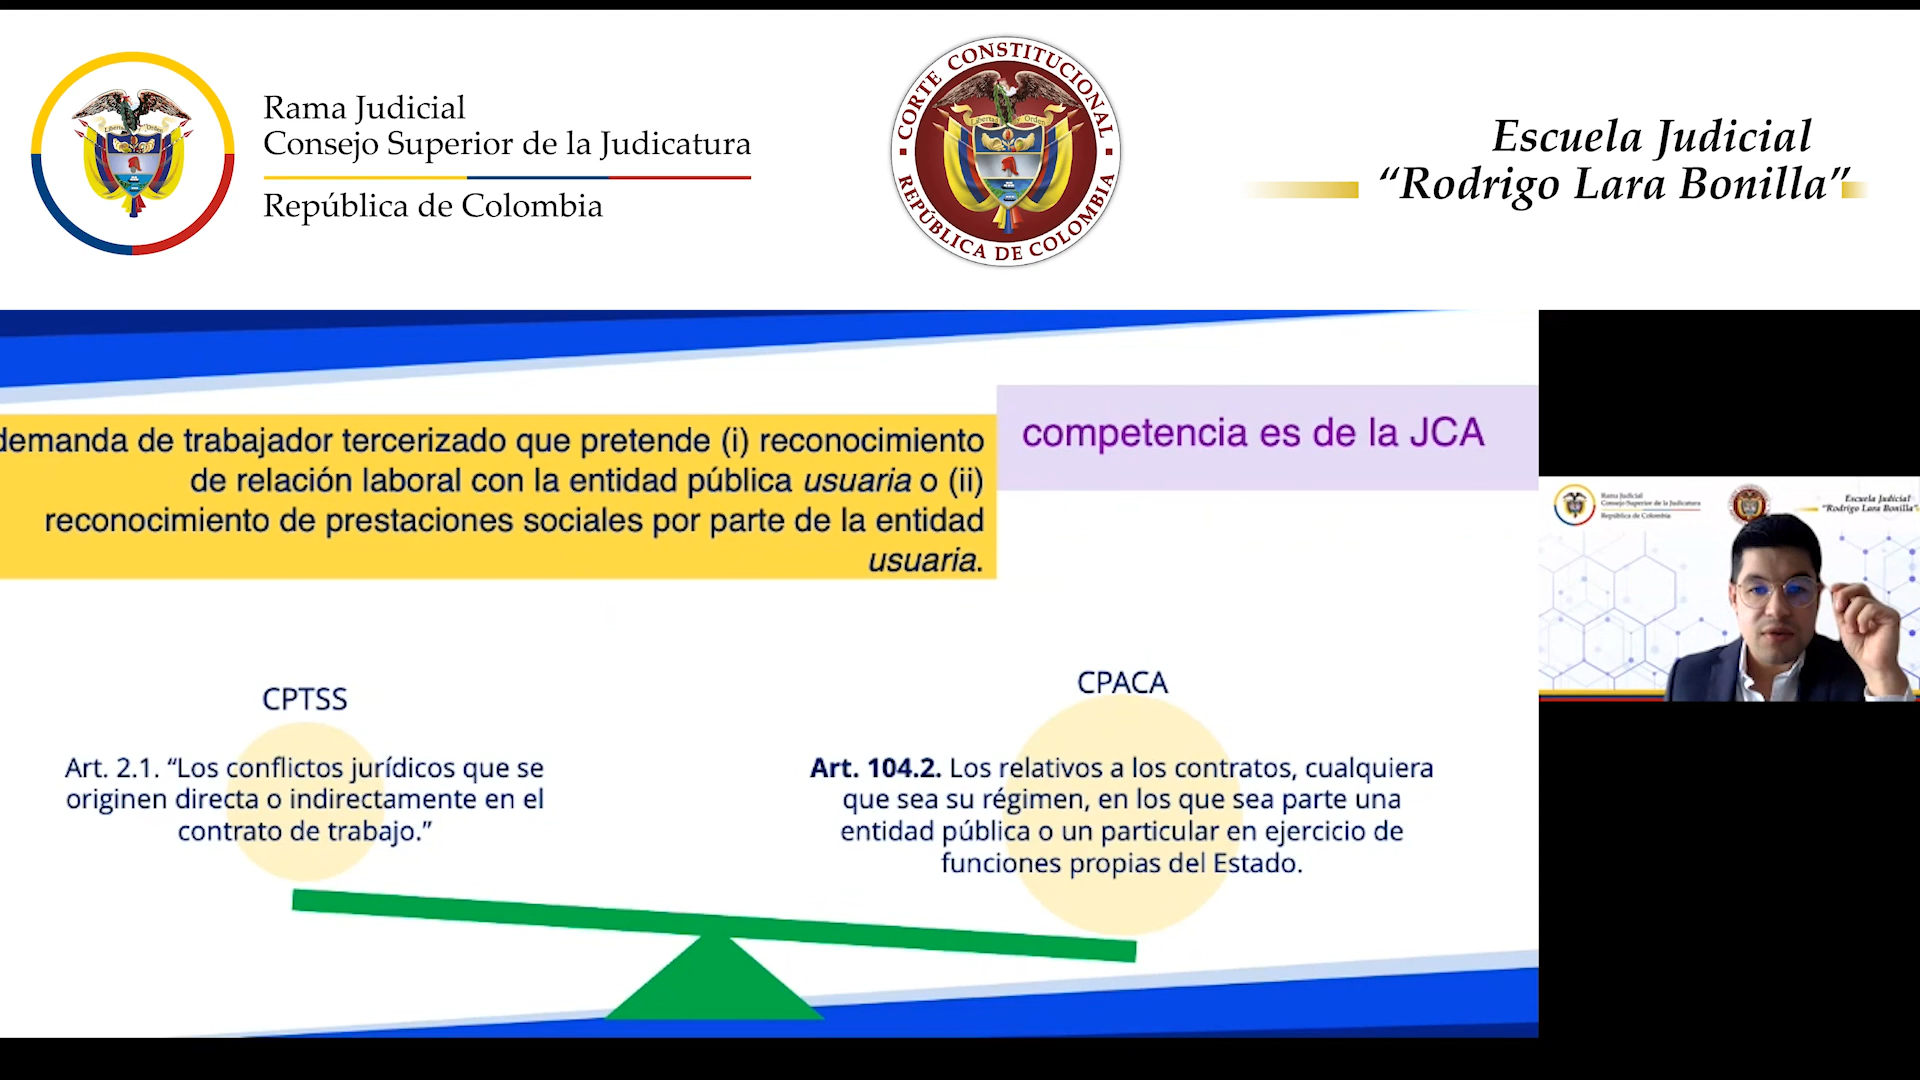 Rama Judicial
Consejo Superior de la Judicatura
República de Colombia
CORTE CONSTITUCIONAL
REPÚBLICA DE COLOMBIA
Libertad y Orden
Escuela Judicial
“Rodrigo Lara Bonilla”
demanda de trabajador tercerizado que pretende (i) reconocimiento
de relación laboral con la entidad pública usuaria o (ii)
reconocimiento de prestaciones sociales por parte de la entidad
usuaria.
competencia es de la JCA
CPTSS
Art. 2.1. “Los conflictos jurídicos que se
originen directa o indirectamente en el
contrato de trabajo.”
CPACA
Art. 104.2. Los relativos a los contratos, cualquiera
que sea su régimen, en los que sea parte una
entidad pública o un particular en ejercicio de
funciones propias del Estado.
Rama Judicial
Consejo Superior de la Judicatura
República de Colombia
Escuela Judicial
“Rodrigo Lara Bonilla”